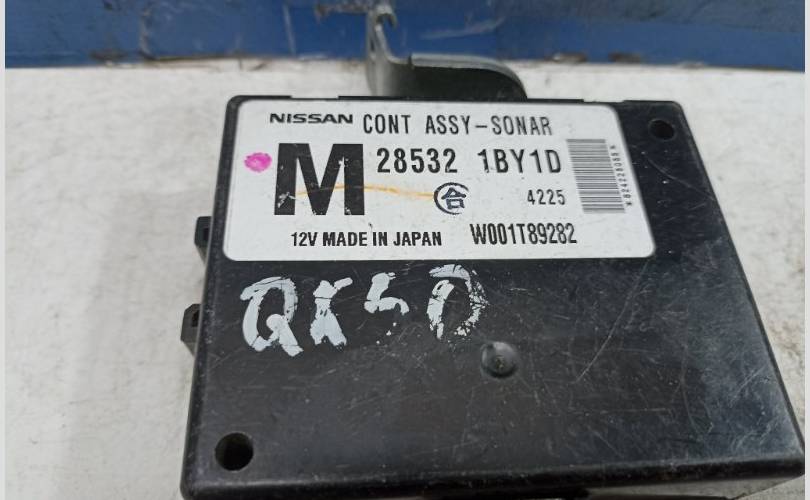 NISSAN CONT ASSY-SONAR
M 28532 1BY1D
合 4225
12V MADE IN JAPAN W001T89282
QX50